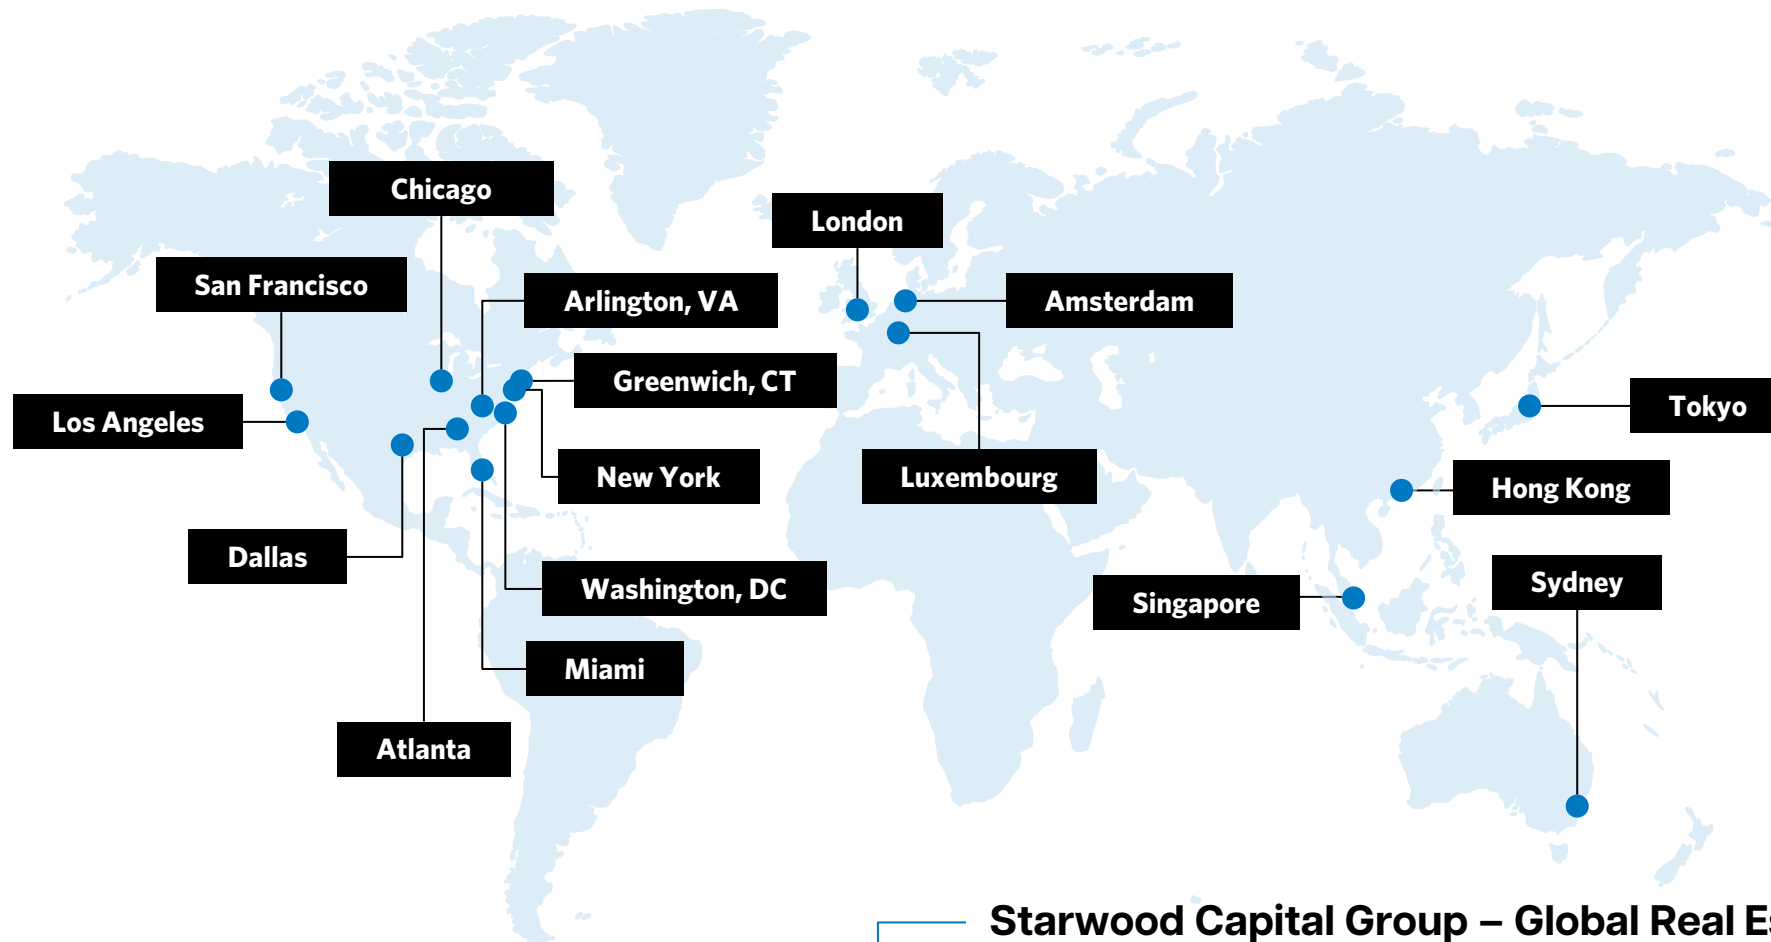 Chicago
London
San Francisco
Arlington, VA
Amsterdam
Greenwich, CT
Los Angeles
Tokyo
New York
Luxembourg
Hong Kong
Dallas
Washington, DC
Singapore
Sydney
Miami
Atlanta
Starwood Capital Group – Global Real